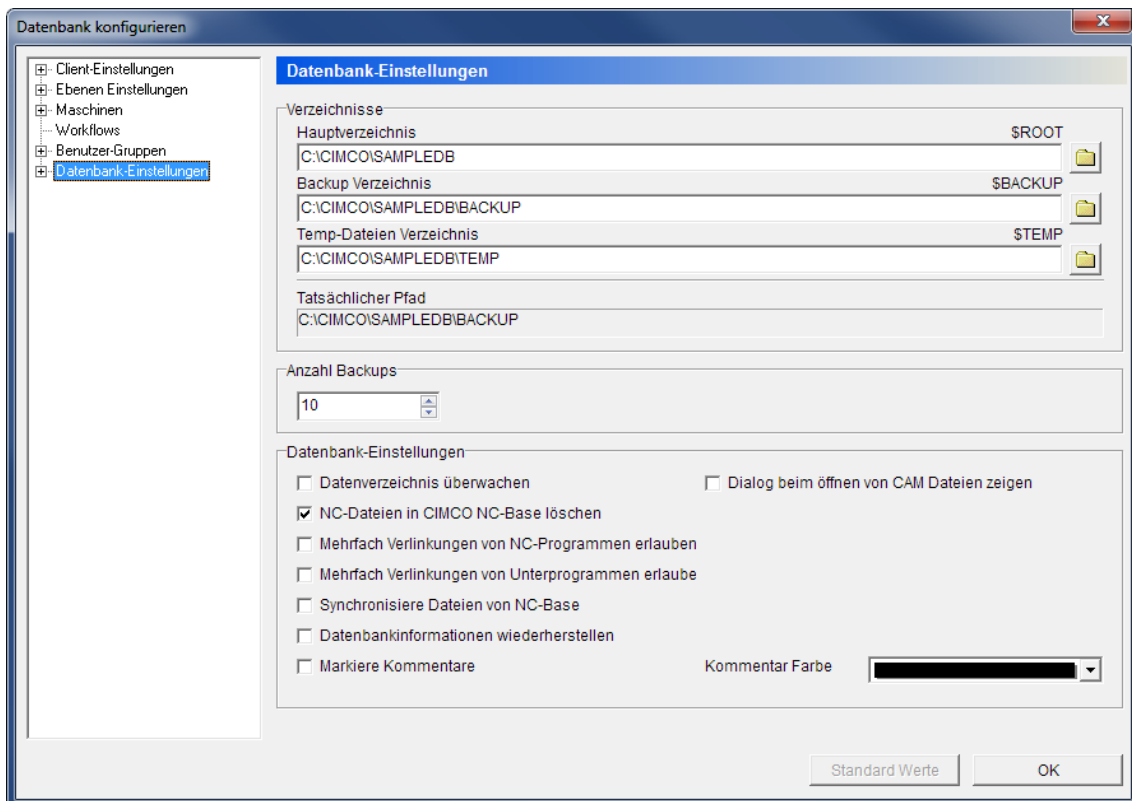 Datenbank konfigurieren
Client-Einstellungen
Ebenen Einstellungen
Maschinen
Workflows
Benutzer-Gruppen
Datenbank-Einstellungen
Datenbank-Einstellungen
Verzeichnisse
Hauptverzeichnis $ROOT
C:\CIMCO\SAMPLEDB
Backup Verzeichnis $BACKUP
C:\CIMCO\SAMPLEDB\BACKUP
Temp-Dateien Verzeichnis $TEMP
C:\CIMCO\SAMPLEDB\TEMP
Tatsächlicher Pfad
C:\CIMCO\SAMPLEDB\BACKUP
Anzahl Backups
10
Datenbank-Einstellungen
Datenverzeichnis überwachen Dialog beim öffnen von CAM Dateien zeigen
NC-Dateien in CIMCO NC-Base löschen
Mehrfach Verlinkungen von NC-Programmen erlauben
Mehrfach Verlinkungen von Unterprogrammen erlaube
Synchronisiere Dateien von NC-Base
Datenbankinformationen wiederherstellen
Markiere Kommentare Kommentar Farbe
Standard Werte OK